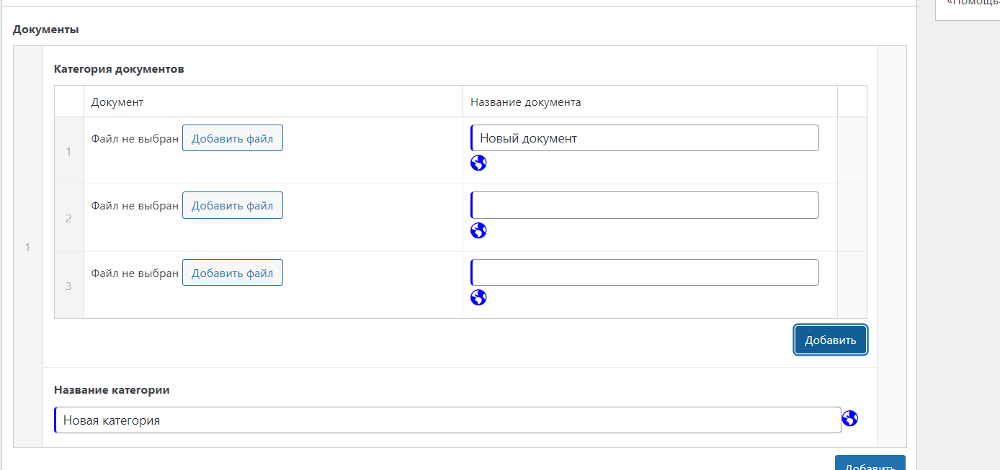 «Помощь»
Документы
Категория документов
Документ Название документа
1 Файл не выбран Добавить файл Новый документ
2 Файл не выбран Добавить файл
3 Файл не выбран Добавить файл
1
Добавить
Название категории
Новая категория
Добавить